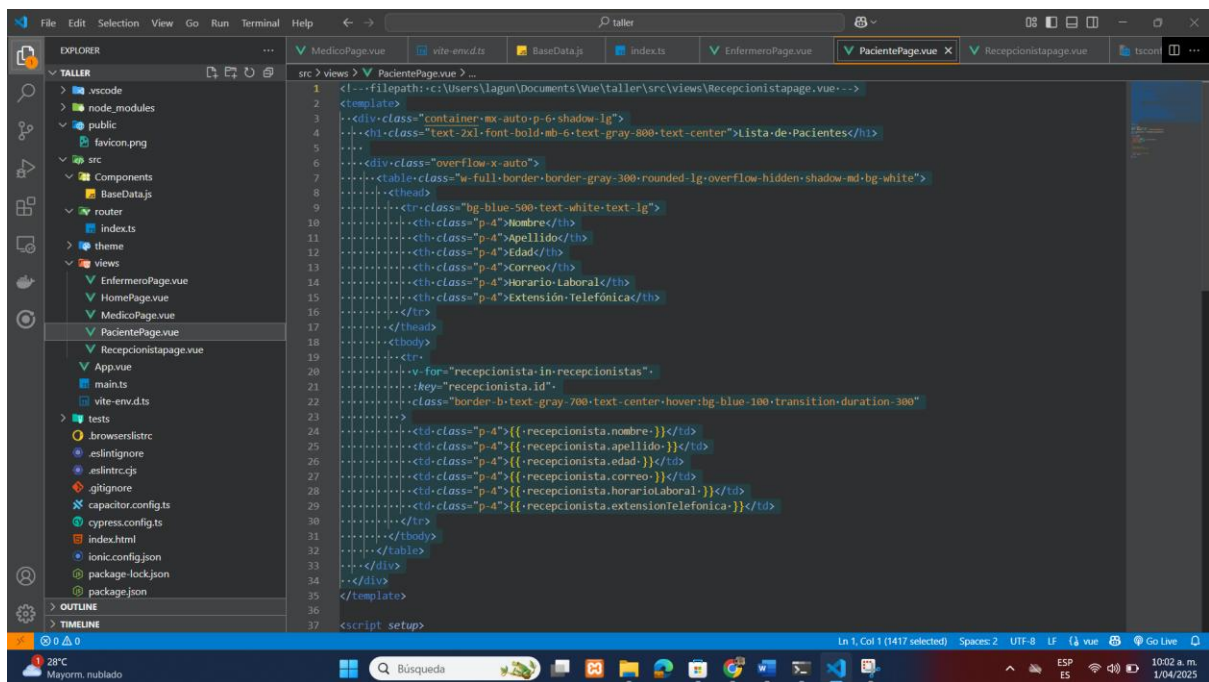 File Edit Selection View Go Run Terminal Help
taller
EXPLORER
MedicoPage.vue
vite-env.d.ts
BaseData.js
index.ts
EnfermeroPage.vue
PacientePage.vue
Recepcionistapage.vue
TALLER
src > views > PacientePage.vue > ...
.vscode
node_modules
public
favicon.png
src
Components
BaseData.js
router
index.ts
theme
views
EnfermeroPage.vue
HomePage.vue
MedicoPage.vue
PacientePage.vue
Recepcionistapage.vue
App.vue
main.ts
vite-env.d.ts
tests
.browserslistrc
.eslintignore
.eslintrc.cjs
.gitignore
capacitor.config.ts
cypress.config.ts
index.html
ionic.config.json
package-lock.json
package.json
OUTLINE
TIMELINE
1 <!-- filepath: c:\Users\lagun\Documents\Vue\taller\src\views\Recepcionistapage.vue -->
2 <template>
3 <div class="container mx-auto p-6 shadow-lg">
4 <h1 class="text-2xl font-bold mb-6 text-gray-800 text-center">Lista de Pacientes</h1>
5
6 <div class="overflow-x-auto">
7 <table class="w-full border border-gray-300 rounded-lg overflow-hidden shadow-md bg-white">
8 <thead>
9 <tr class="bg-blue-500 text-white text-lg">
10 <th class="p-4">Nombre</th>
11 <th class="p-4">Apellido</th>
12 <th class="p-4">Edad</th>
13 <th class="p-4">Correo</th>
14 <th class="p-4">Horario Laboral</th>
15 <th class="p-4">Extensión Telefónica</th>
16 </tr>
17 </thead>
18 <tbody>
19 <tr
20 v-for="recepcionista in recepcionistas"
21 :key="recepcionista.id"
22 class="border-b text-gray-700 text-center hover:bg-blue-100 transition duration-300"
23 >
24 <td class="p-4">{{ recepcionista.nombre }}</td>
25 <td class="p-4">{{ recepcionista.apellido }}</td>
26 <td class="p-4">{{ recepcionista.edad }}</td>
27 <td class="p-4">{{ recepcionista.correo }}</td>
28 <td class="p-4">{{ recepcionista.horarioLaboral }}</td>
29 <td class="p-4">{{ recepcionista.extensionTelefonica }}</td>
30 </tr>
31 </tbody>
32 </table>
33 </div>
34 </div>
35 </template>
36
37 <script setup>
0 0 Ln 1, Col 1 (1417 selected) Spaces: 2 UTF-8 LF vue Go Live
1
28°C
Mayorm. nublado
Búsqueda
ESP
ES
10:02 a. m.
1/04/2025